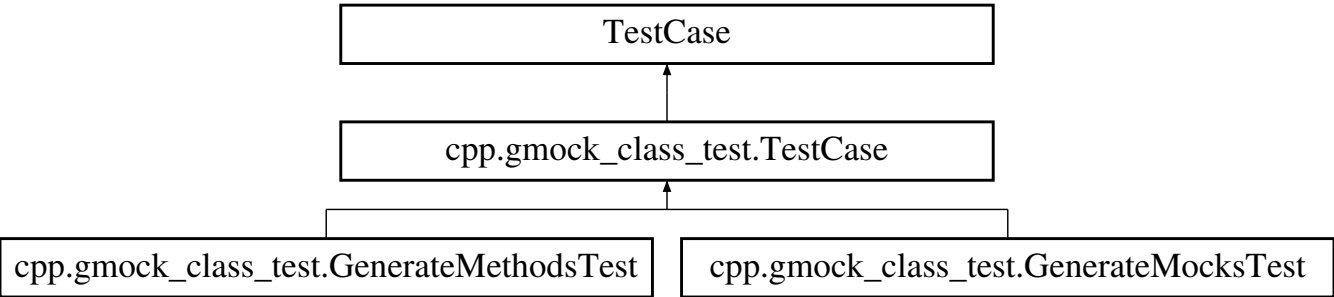 TestCase
cpp.gmock_class_test.TestCase
cpp.gmock_class_test.GenerateMethodsTest
cpp.gmock_class_test.GenerateMocksTest